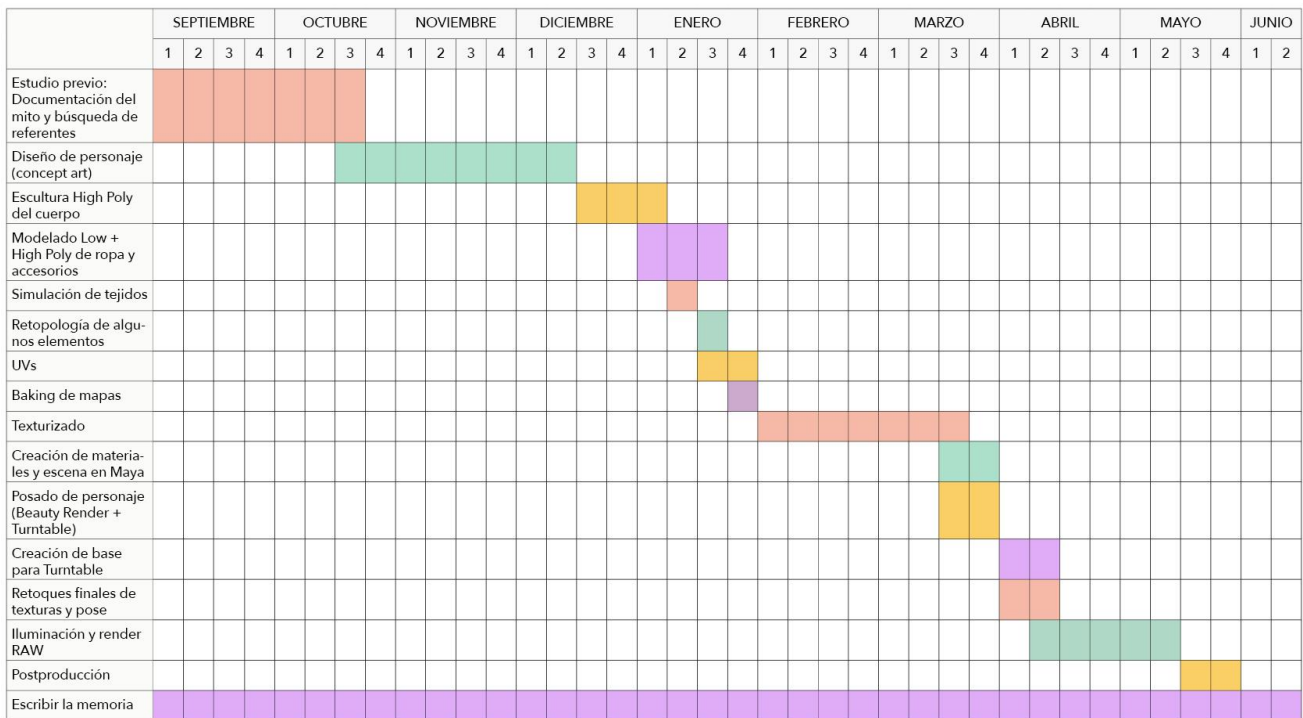 SEPTIEMBRE OCTUBRE NOVIEMBRE DICIEMBRE ENERO FEBRERO MARZO ABRIL MAYO JUNIO
1 2 3 4 1 2 3 4 1 2 3 4 1 2 3 4 1 2 3 4 1 2 3 4 1 2 3 4 1 2 3 4 1 2 3 4 1 2
Estudio previo:
Documentación del
mito y búsqueda de
referentes
Diseño de personaje
(concept art)
Escultura High Poly
del cuerpo
Modelado Low +
High Poly de ropa y
accesorios
Simulación de tejidos
Retopología de algu-
nos elementos
UVs
Baking de mapas
Texturizado
Creación de materia-
les y escena en Maya
Posado de personaje
(Beauty Render +
Turntable)
Creación de base
para Turntable
Retoques finales de
texturas y pose
Iluminación y render
RAW
Postproducción
Escribir la memoria